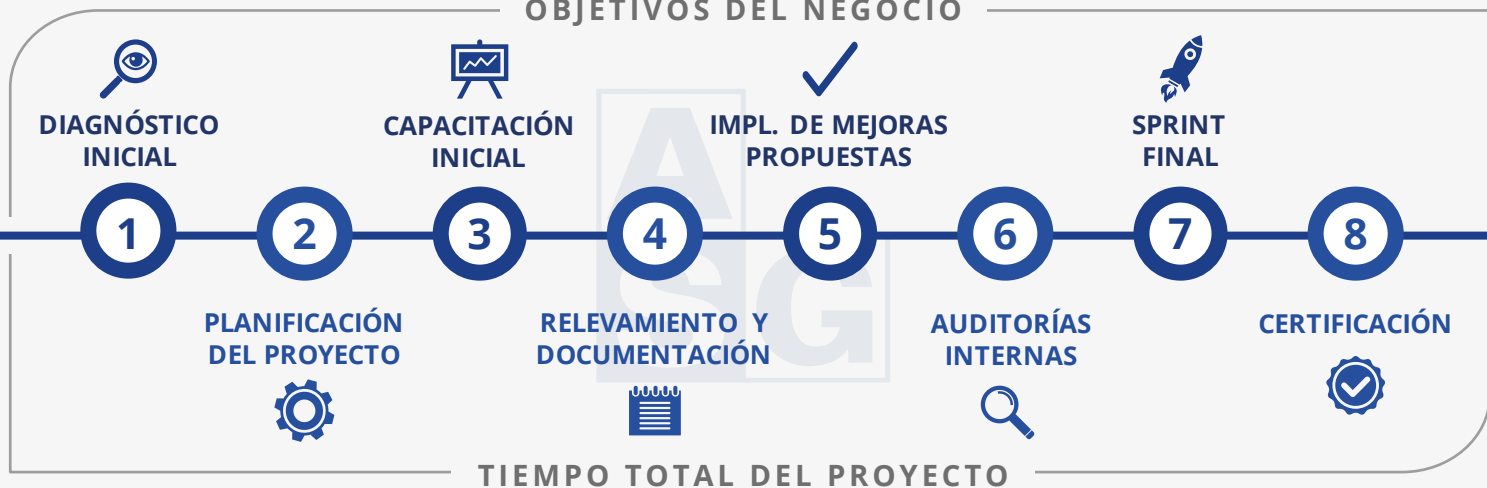 OBJETIVOS DEL NEGOCIO
DIAGNÓSTICO
INICIAL
CAPACITACIÓN
INICIAL
IMPL. DE MEJORAS
PROPUESTAS
SPRINT
FINAL
1
2
3
4
5
6
7
8
PLANIFICACIÓN
DEL PROYECTO
RELEVAMIENTO Y
DOCUMENTACIÓN
AUDITORÍAS
INTERNAS
CERTIFICACIÓN
A
SG
TIEMPO TOTAL DEL PROYECTO